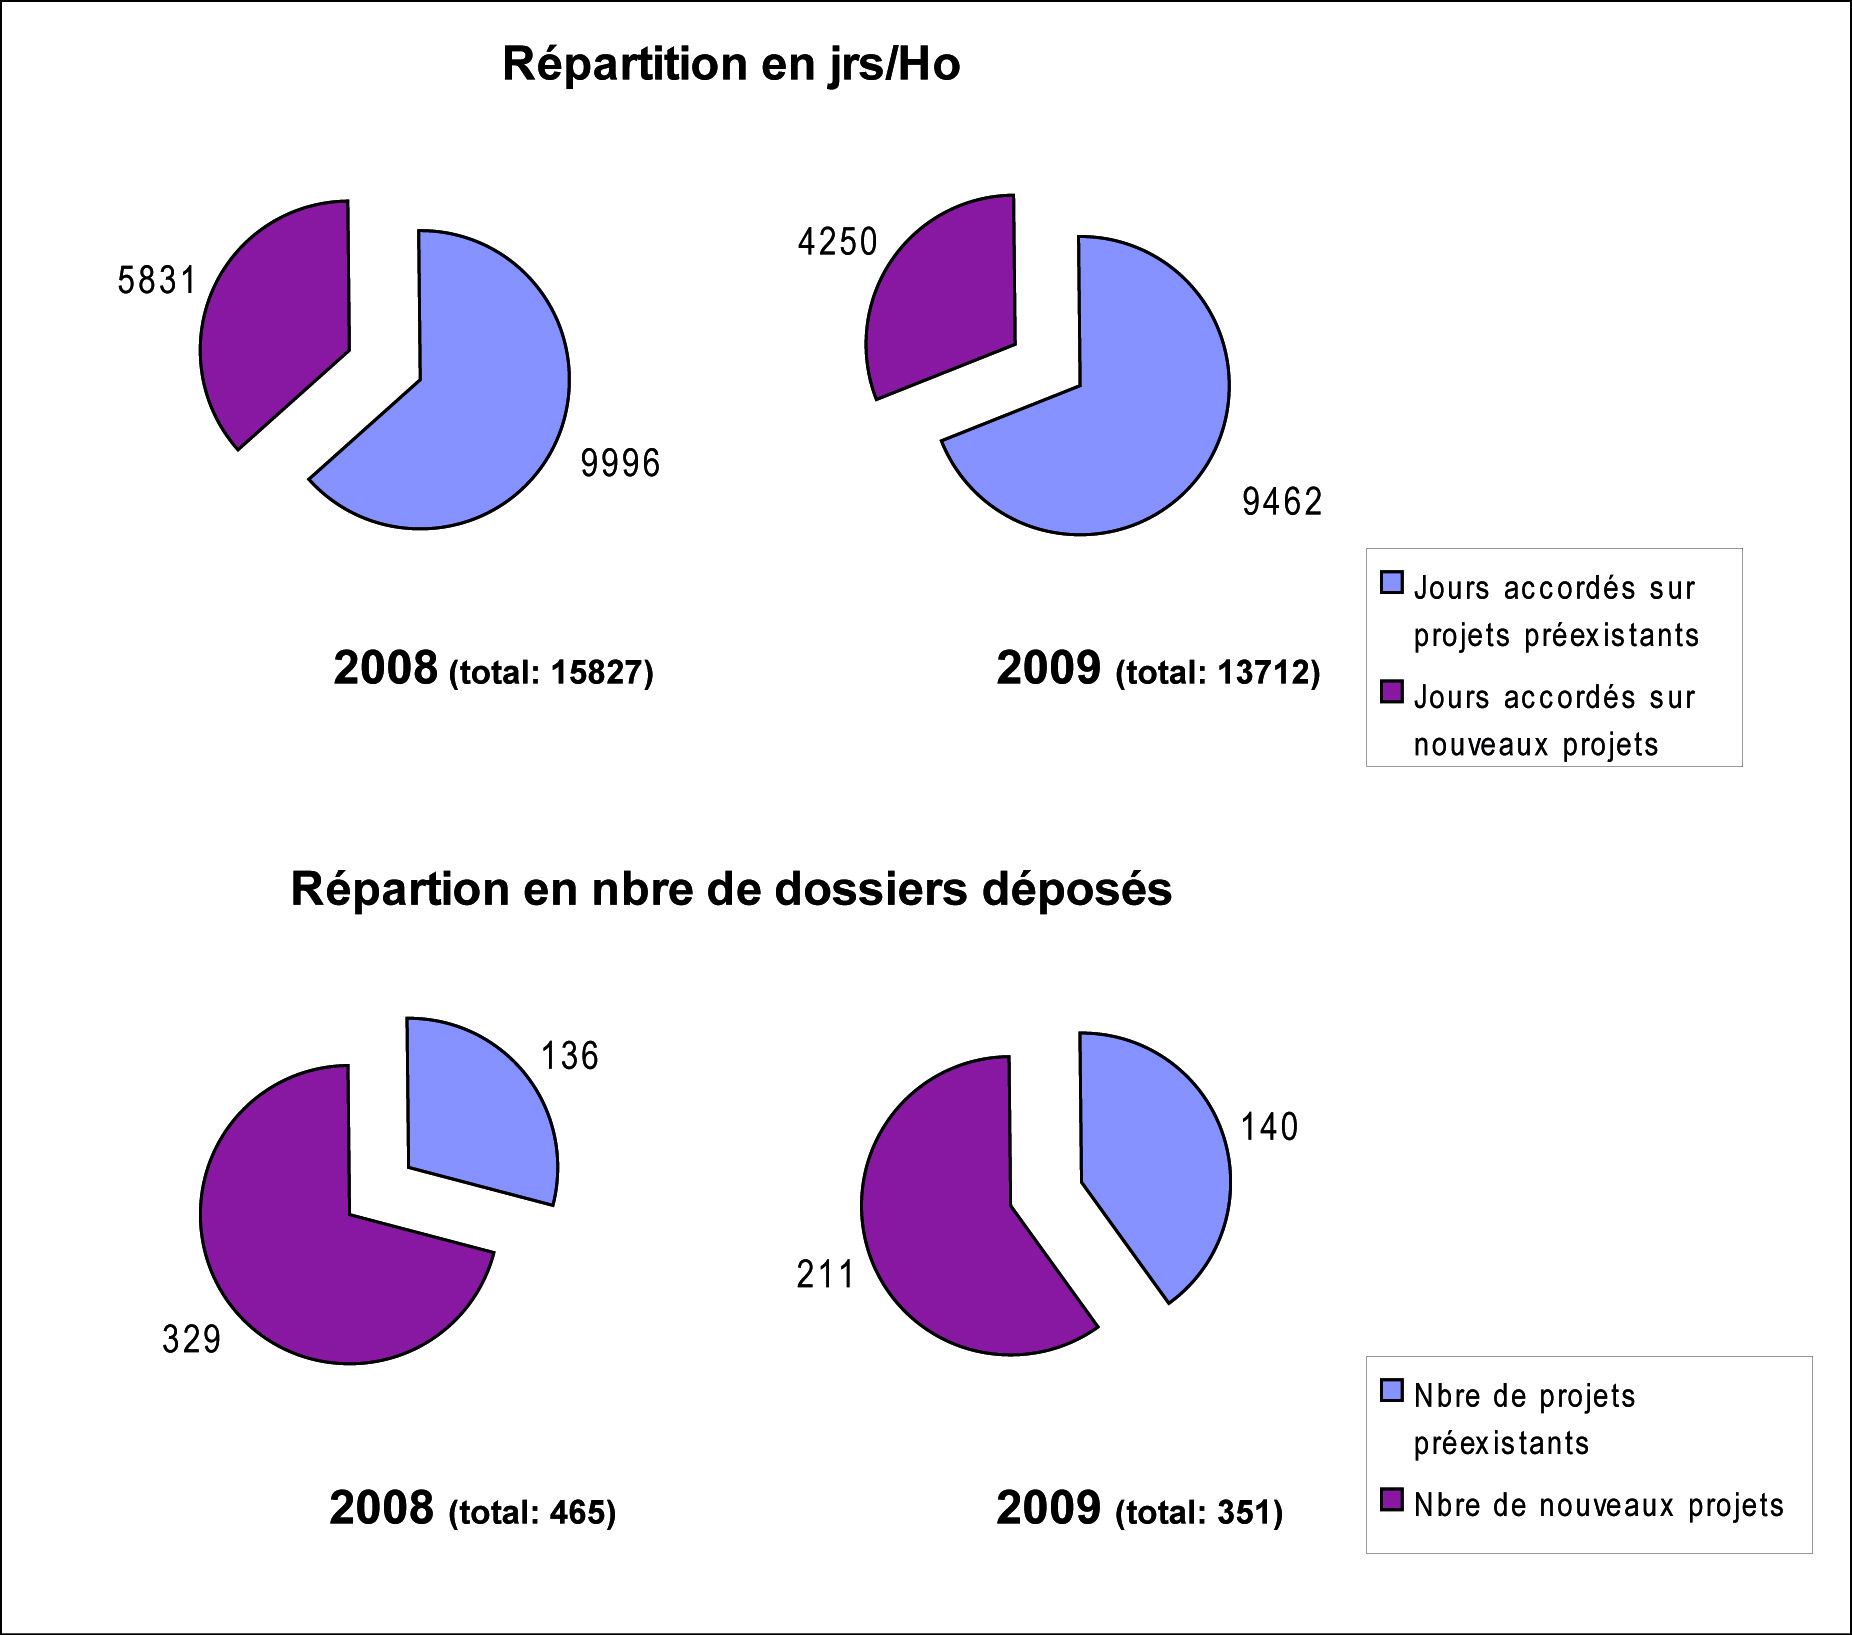 Répartition en jrs/Ho
5831
9996
4250
9462
2008 (total: 15827)
2009 (total: 13712)
Jours accordés sur
projets préexistants
Jours accordés sur
nouveaux projets
Répartion en nbre de dossiers déposés
136
329
140
211
2008 (total: 465)
2009 (total: 351)
Nbre de projets
préexistants
Nbre de nouveaux projets